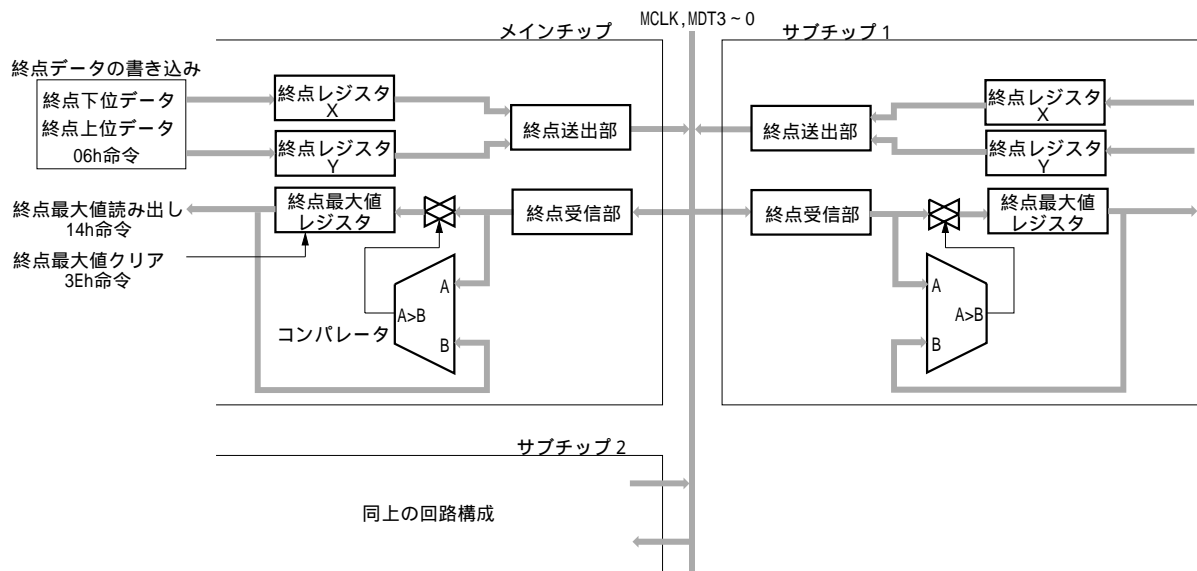 MCLK,MDT3~0
メインチップ
サブチップ1
終点データの書き込み
終点下位データ
終点上位データ
06h命令
終点レジスタ
X
終点レジスタ
Y
終点送出部
終点最大値読み出し
14h命令
終点最大値クリア
3Eh命令
終点最大値
レジスタ
終点受信部
コンパレータ
A
A>B
B
終点送出部
終点レジスタ
X
終点レジスタ
Y
終点受信部
終点最大値
レジスタ
A
A>B
B
サブチップ2
同上の回路構成